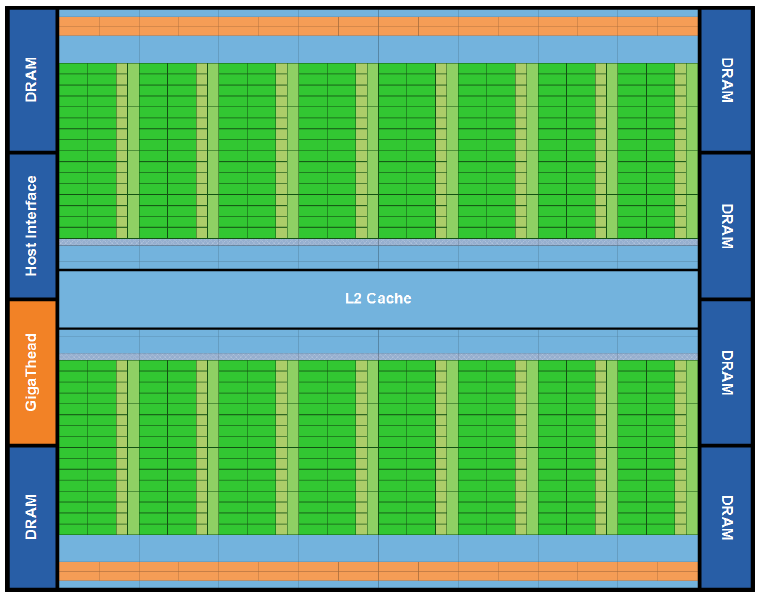 DRAM
Host Interface
GigaThead
DRAM
L2 Cache
DRAM
DRAM
DRAM
DRAM